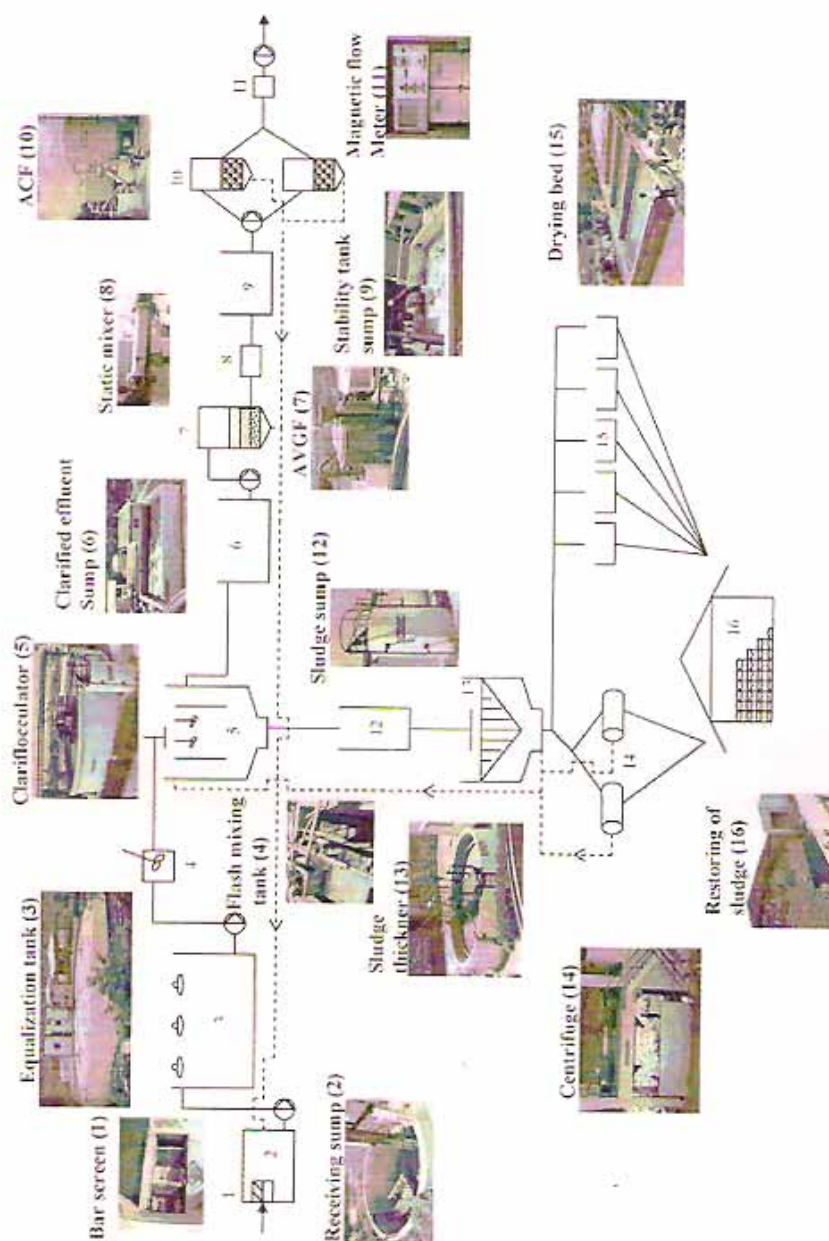 Bar screen (1)
Equalization tank (3)
Clariflocculator (5)
Clarified effluent
Sump (6)
Static mixer (8)
ACF (10)
1
2
3
4
5
6
7
8
9
10
11
Receiving sump (2)
Flash mixing
tank (4)
Sludge sump (12)
AVGF (7)
Stability tank
sump (9)
Magnetic flow
Meter (11)
12
13
Sludge
thickner (13)
14
15
Drying bed (15)
Centrifuge (14)
Restoring of
sludge (16)
16